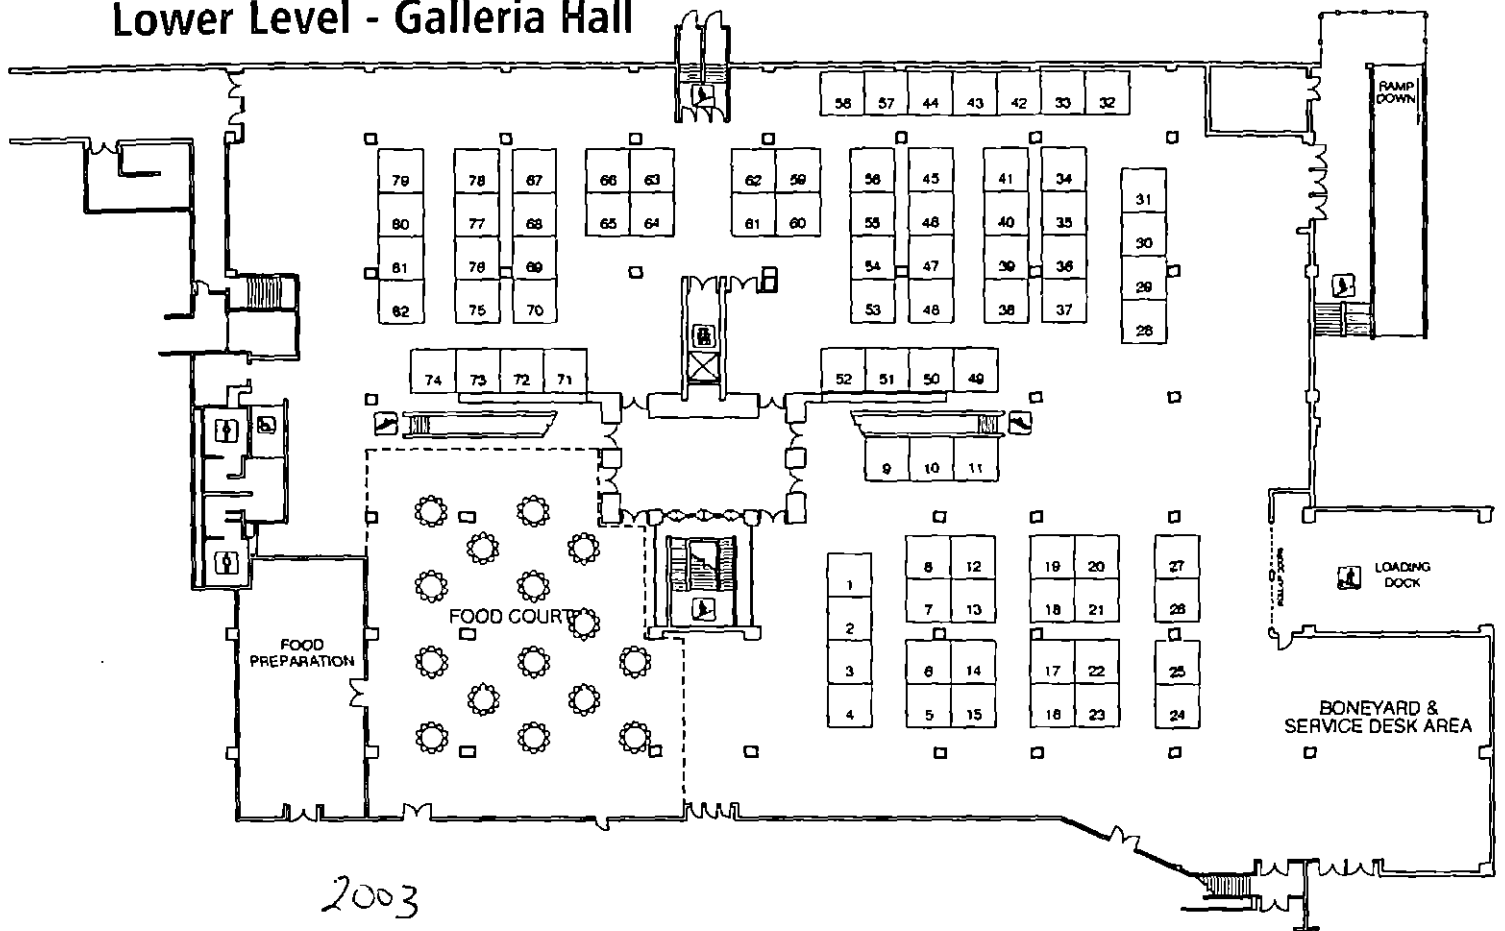 Lower Level - Galleria Hall
RAMP
DOWN
58 57 44 43 42 33 32
79 78 67 66 63 62 59 56 45 41 34
31
80 77 68 65 64 61 60 55 46 40 35
30
81 76 69 54 47 39 36
29
82 75 70 53 48 38 37
28
74 73 72 71 52 51 50 49
9 10 11
1 8 12 19 20 27
LOADING
DOCK
2 7 13 18 21 26
FOOD COURT
FOOD
PREPARATION
3 6 14 17 22 25
4 5 15 16 23 24
BONEYARD &
SERVICE DESK AREA
2003